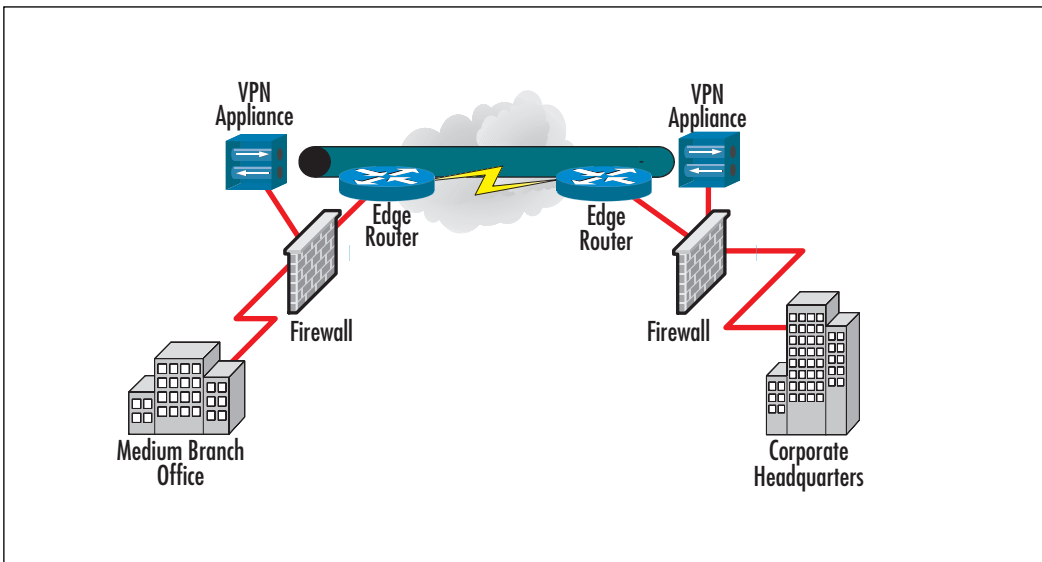 VPN
Appliance
VPN
Appliance
Edge
Router
Edge
Router
Firewall
Firewall
Medium Branch
Office
Corporate
Headquarters